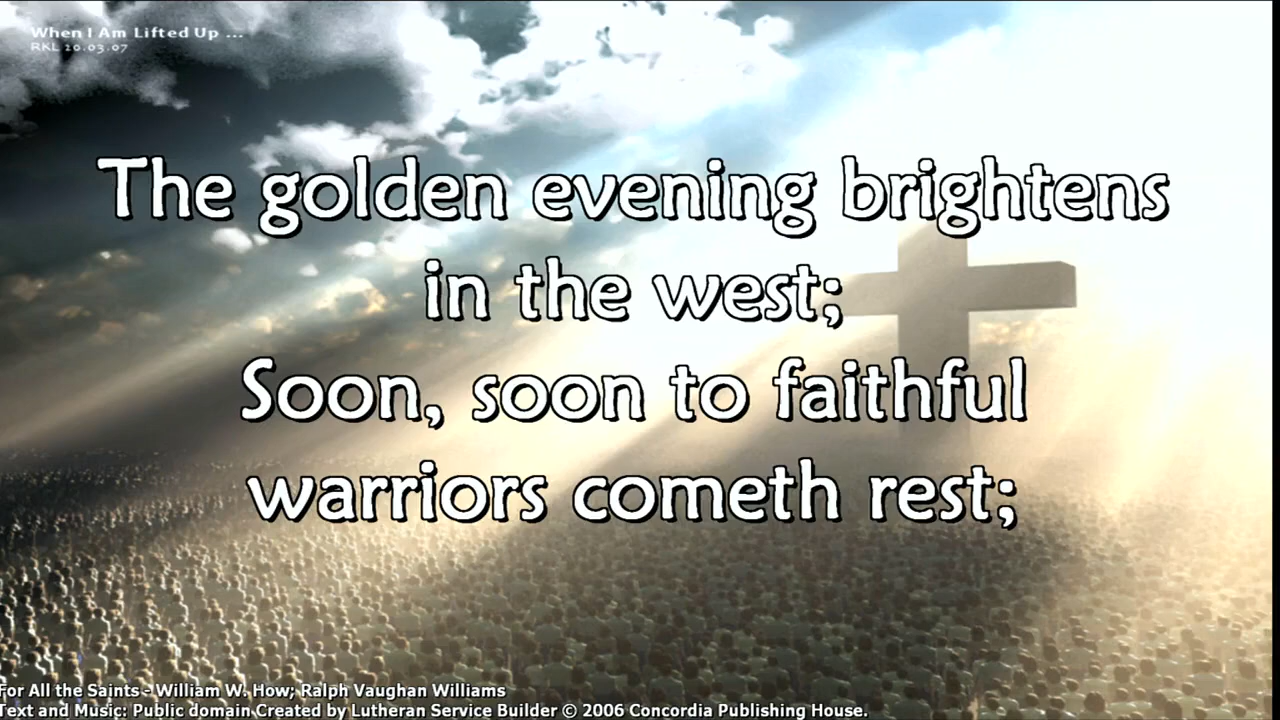 When I Am Lifted Up ...
RKL 20.03.07
The golden evening brightens
in the west;
Soon, soon to faithful
warriors cometh rest;
For All the Saints - William W. How; Ralph Vaughan Williams
Text and Music: Public domain Created by Lutheran Service Builder © 2006 Concordia Publishing House.